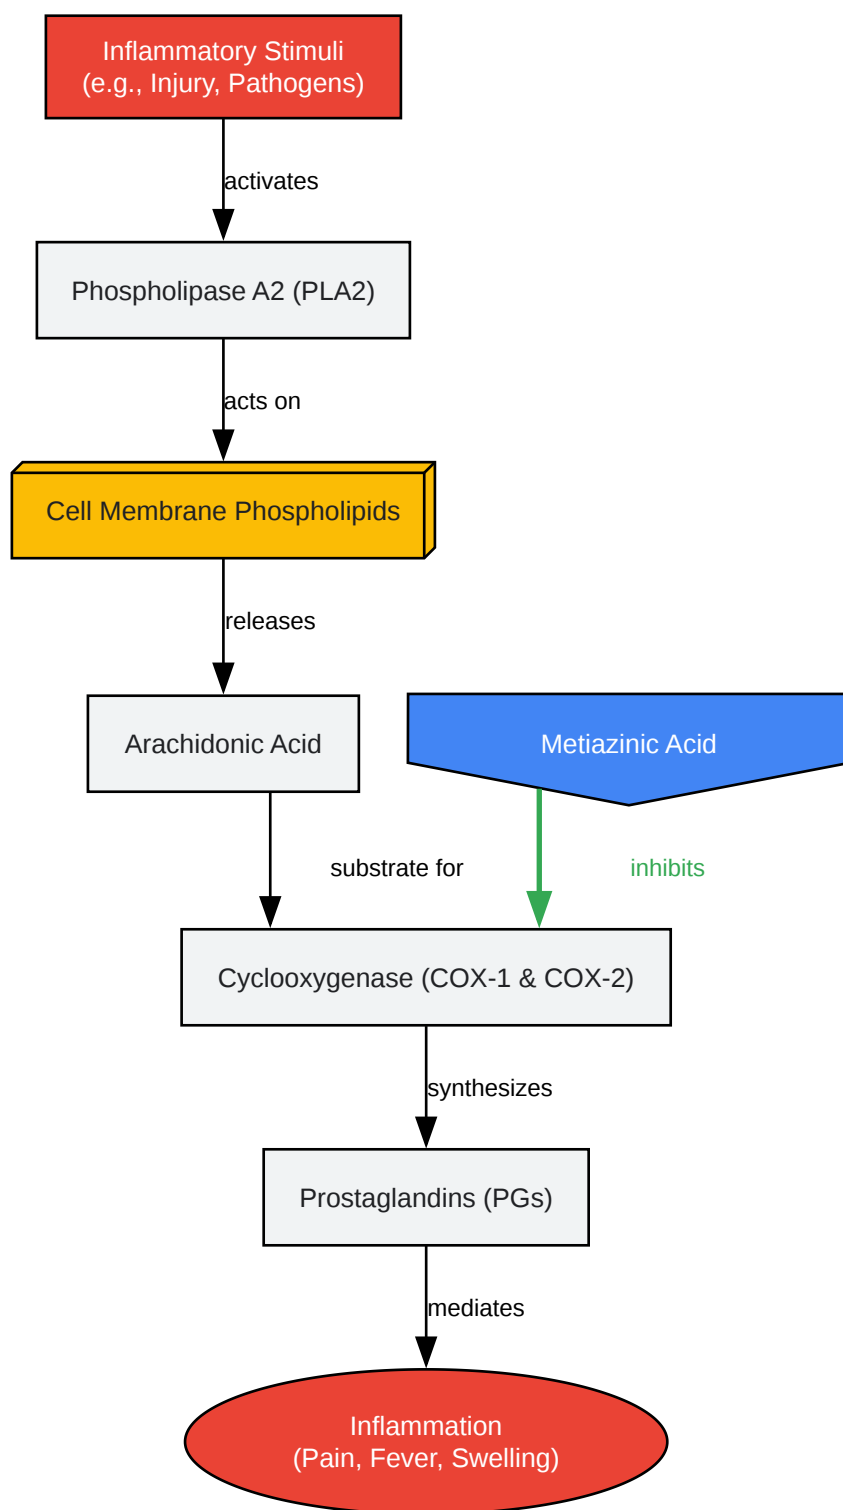 Inflammatory Stimuli
(e.g., Injury, Pathogens)
activates
Phospholipase A2 (PLA2)
acts on
Cell Membrane Phospholipids
releases
Arachidonic Acid
Metiazinic Acid
substrate for
inhibits
Cyclooxygenase (COX-1 & COX-2)
synthesizes
Prostaglandins (PGs)
mediates
Inflammation
(Pain, Fever, Swelling)